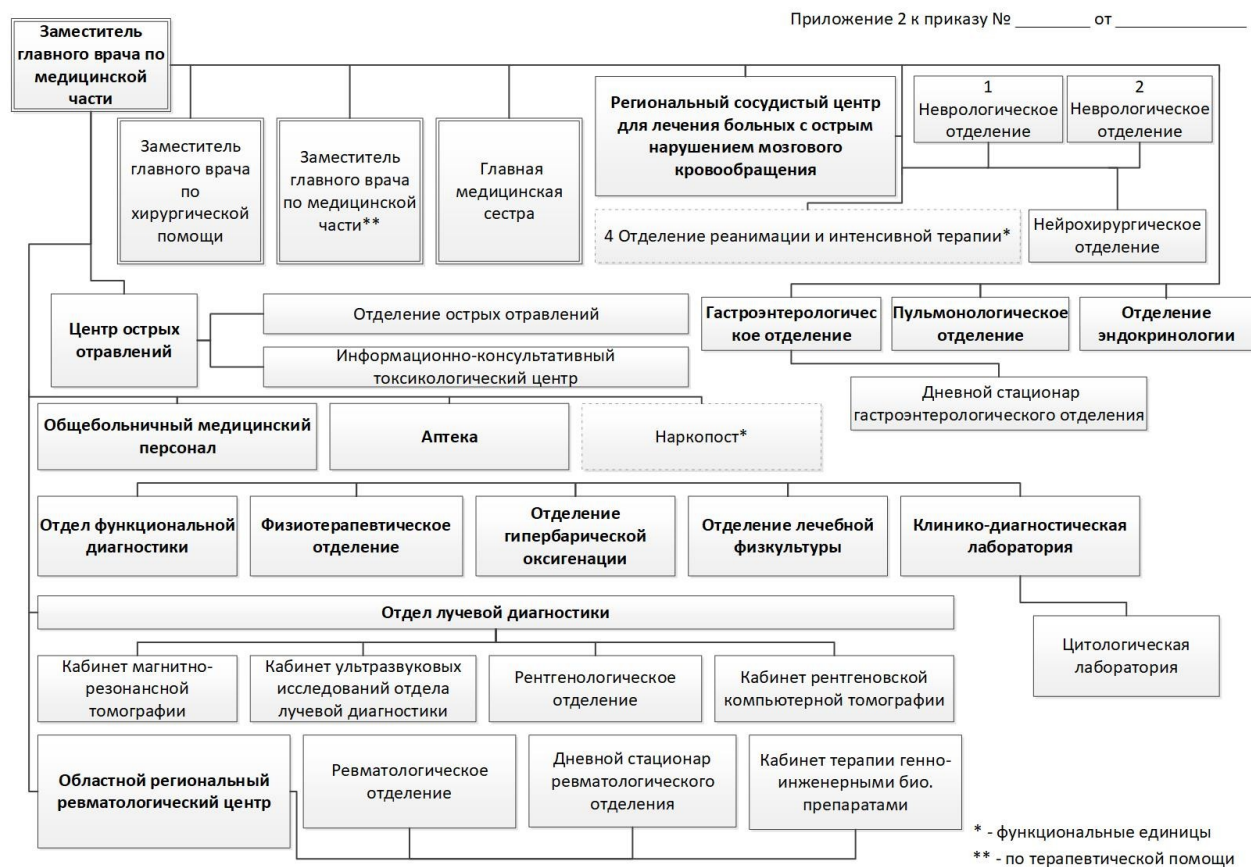 Приложение 2 к приказу № ________ от ______________
Заместитель
главного врача по
медицинской
части
Заместитель
главного врача
по
хирургической
помощи
Заместитель
главного врача
по медицинской
части**
Главная
медицинская
сестра
Региональный сосудистый центр
для лечения больных с острым
нарушением мозгового
кровообращения
1
Неврологическое
отделение
2
Неврологическое
отделение
4 Отделение реанимации и интенсивной терапии*
Нейрохирургическое
отделение
Центр острых
отравлений
Отделение острых отравлений
Информационно-консультативный
токсикологический центр
Гастроэнтерологичес
кое отделение
Пульмонологическое
отделение
Отделение
эндокринологии
Дневной стационар
гастроэнтерологического отделения
Общебольничный медицинский
персонал
Аптека
Наркопост*
Отдел функциональной
диагностики
Физиотерапевтическое
отделение
Отделение
гипербарической
оксигенации
Отделение лечебной
физкультуры
Клинико-диагностическая
лаборатория
Отдел лучевой диагностики
Цитологическая
лаборатория
Кабинет магнитно-
резонансной
томографии
Кабинет ультразвуковых
исследований отдела
лучевой диагностики
Рентгенологическое
отделение
Кабинет рентгеновской
компьютерной томографии
Областной региональный
ревматологический центр
Ревматологическое
отделение
Дневной стационар
ревматологического
отделения
Кабинет терапии генно-
инженерными био.
препаратами
* - функциональные единицы
** - по терапевтической помощи